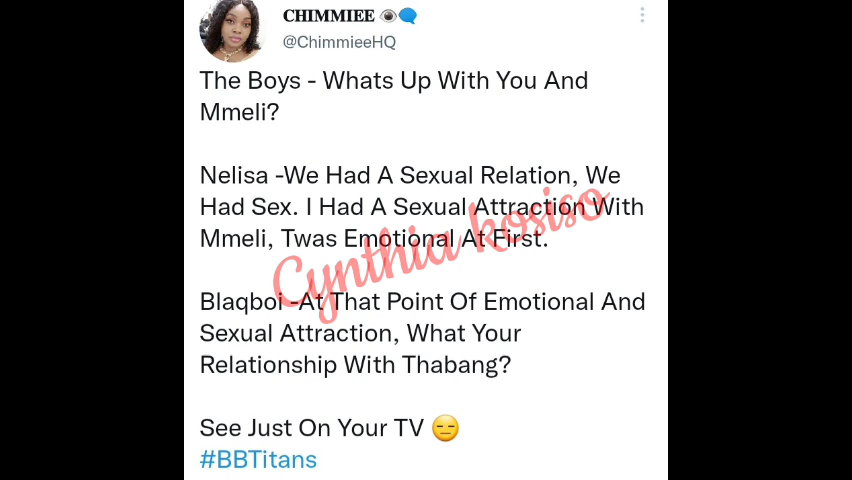 CHIMMIEE 👁️🗨️
@ChimmieeHQ
The Boys - Whats Up With You And
Mmeli?
Nelisa -We Had A Sexual Relation, We
Had Sex. I Had A Sexual Attraction With
Mmeli, Twas Emotional At First.
Blaqboi -At That Point Of Emotional And
Sexual Attraction, What Your
Relationship With Thabang?
See Just On Your TV 😑
#BBTitans
Cynthia kosiso